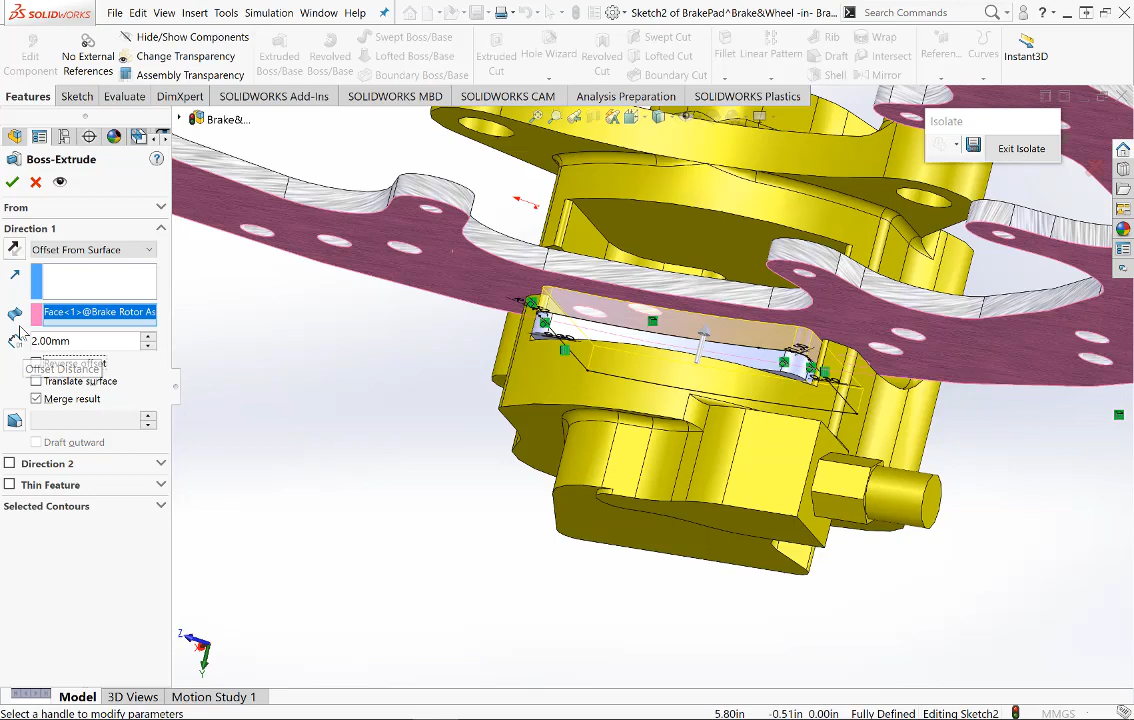 SOLIDWORKS File Edit View Insert Tools Simulation Window Help Sketch2 of BrakePad^Brake&Wheel -in- Bra... Search Commands
Edit Component
No External References
Hide/Show Components
Change Transparency
Assembly Transparency
Extruded Boss/Base
Revolved Boss/Base
Swept Boss/Base
Lofted Boss/Base
Boundary Boss/Base
Extruded Cut
Hole Wizard
Revolved Cut
Swept Cut
Lofted Cut
Boundary Cut
Fillet
Linear Pattern
Rib
Draft
Shell
Wrap
Intersect
Mirror
Referen...
Curves
Instant3D
Features Sketch Evaluate DimXpert SOLIDWORKS Add-Ins SOLIDWORKS MBD SOLIDWORKS CAM Analysis Preparation SOLIDWORKS Plastics
Brake&...
Isolate
Exit Isolate
Boss-Extrude
From
Direction 1
Offset From Surface
Face<1>@Brake Rotor As
2.00mm
Reverse offset
Offset Distance
Translate surface
Merge result
Draft outward
Direction 2
Thin Feature
Selected Contours
Z
X
Y
Model 3D Views Motion Study 1
Select a handle to modify parameters 5.80in -0.51in 0.00in Fully Defined Editing Sketch2 MMGS